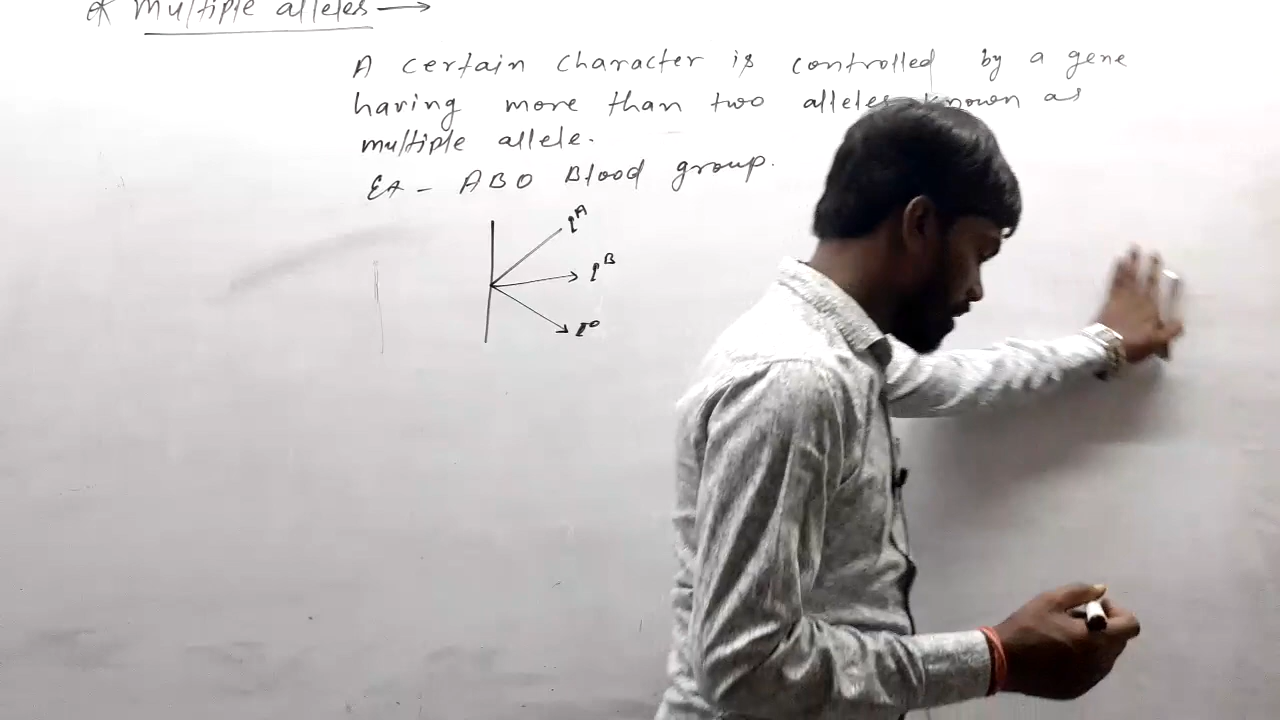 * Multiple alleles →
A certain character is controlled by a gene
having more than two alleles known as
multiple allele.
Ex - ABO Blood group.
I^A
I^B
I^O